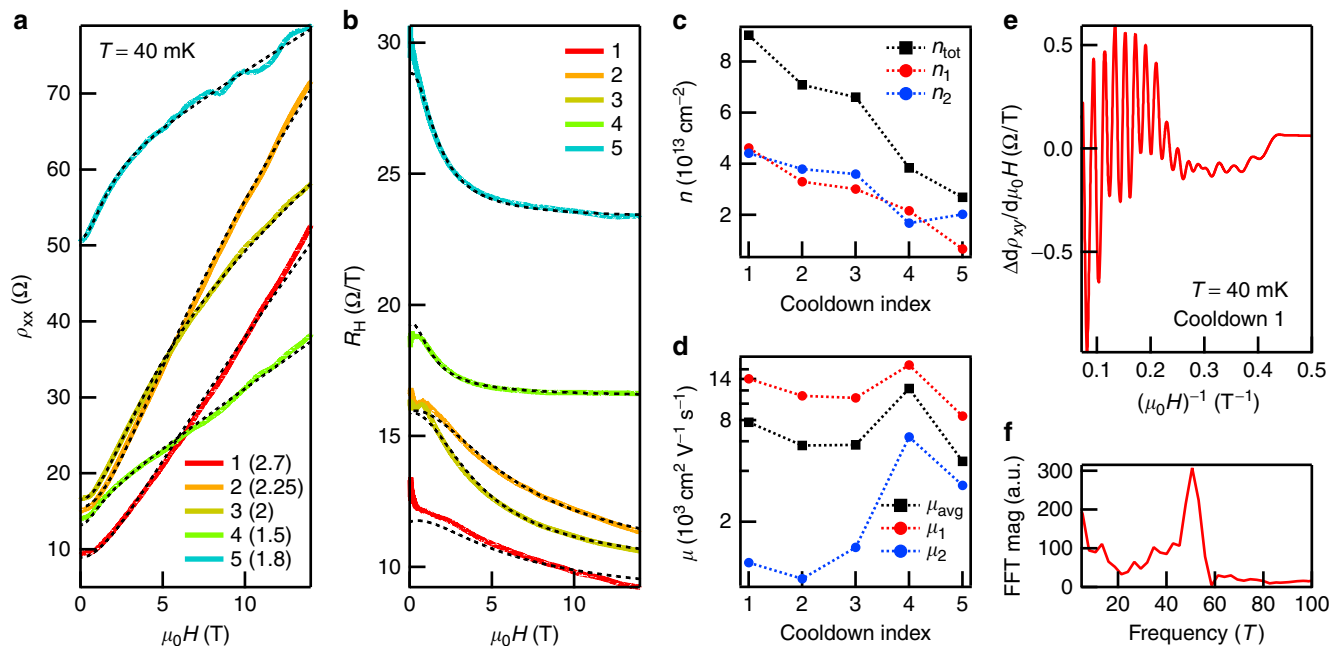 a
T = 40 mK
ρxx (Ω)
80
70
60
50
40
30
20
10
0
5
10
μ0H (T)
1 (2.7)
2 (2.25)
3 (2)
4 (1.5)
5 (1.8)
b
RH (Ω/T)
30
25
20
15
10
0
5
10
μ0H (T)
1
2
3
4
5
c
n (10^13 cm−2)
8
6
4
2
ntot
n1
n2
1 2 3 4 5
Cooldown index
d
μ (10^3 cm2 V−1 s−1)
14
8
4
2
μavg
μ1
μ2
1 2 3 4 5
Cooldown index
e
Δdρxy/dμ0H (Ω/T)
0.5
0.0
−0.5
T = 40 mK
Cooldown 1
0.1 0.2 0.3 0.4 0.5
(μ0H)−1 (T−1)
f
FFT mag (a.u.)
300
200
100
0
20 40 60 80 100
Frequency (T)